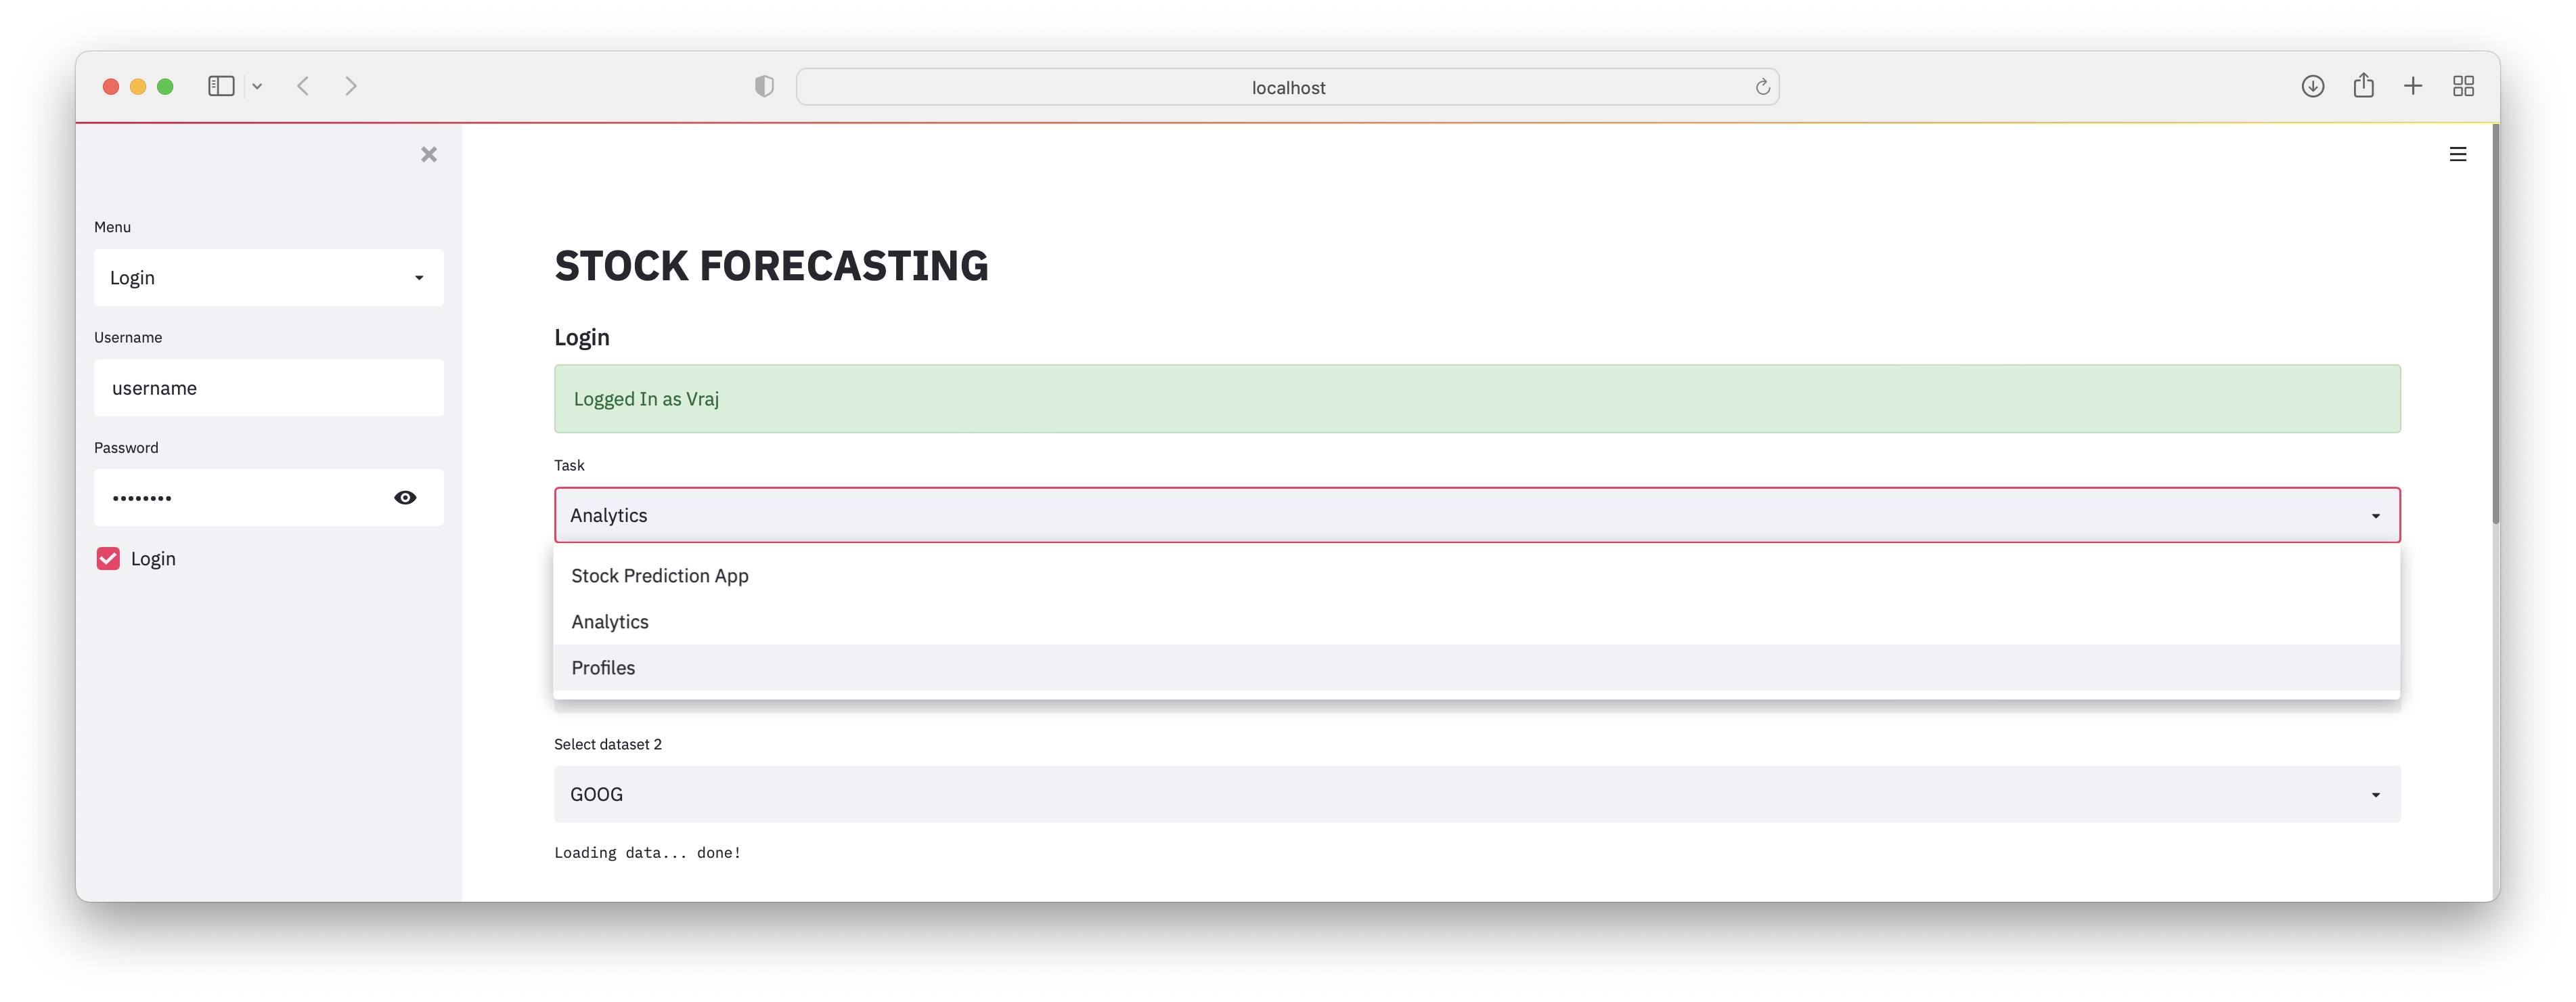 localhost
Menu
Login
Username
username
Password
••••••••
Login
STOCK FORECASTING
Login
Logged In as Vraj
Task
Analytics
Stock Prediction App
Analytics
Profiles
Select dataset 2
GOOG
Loading data... done!